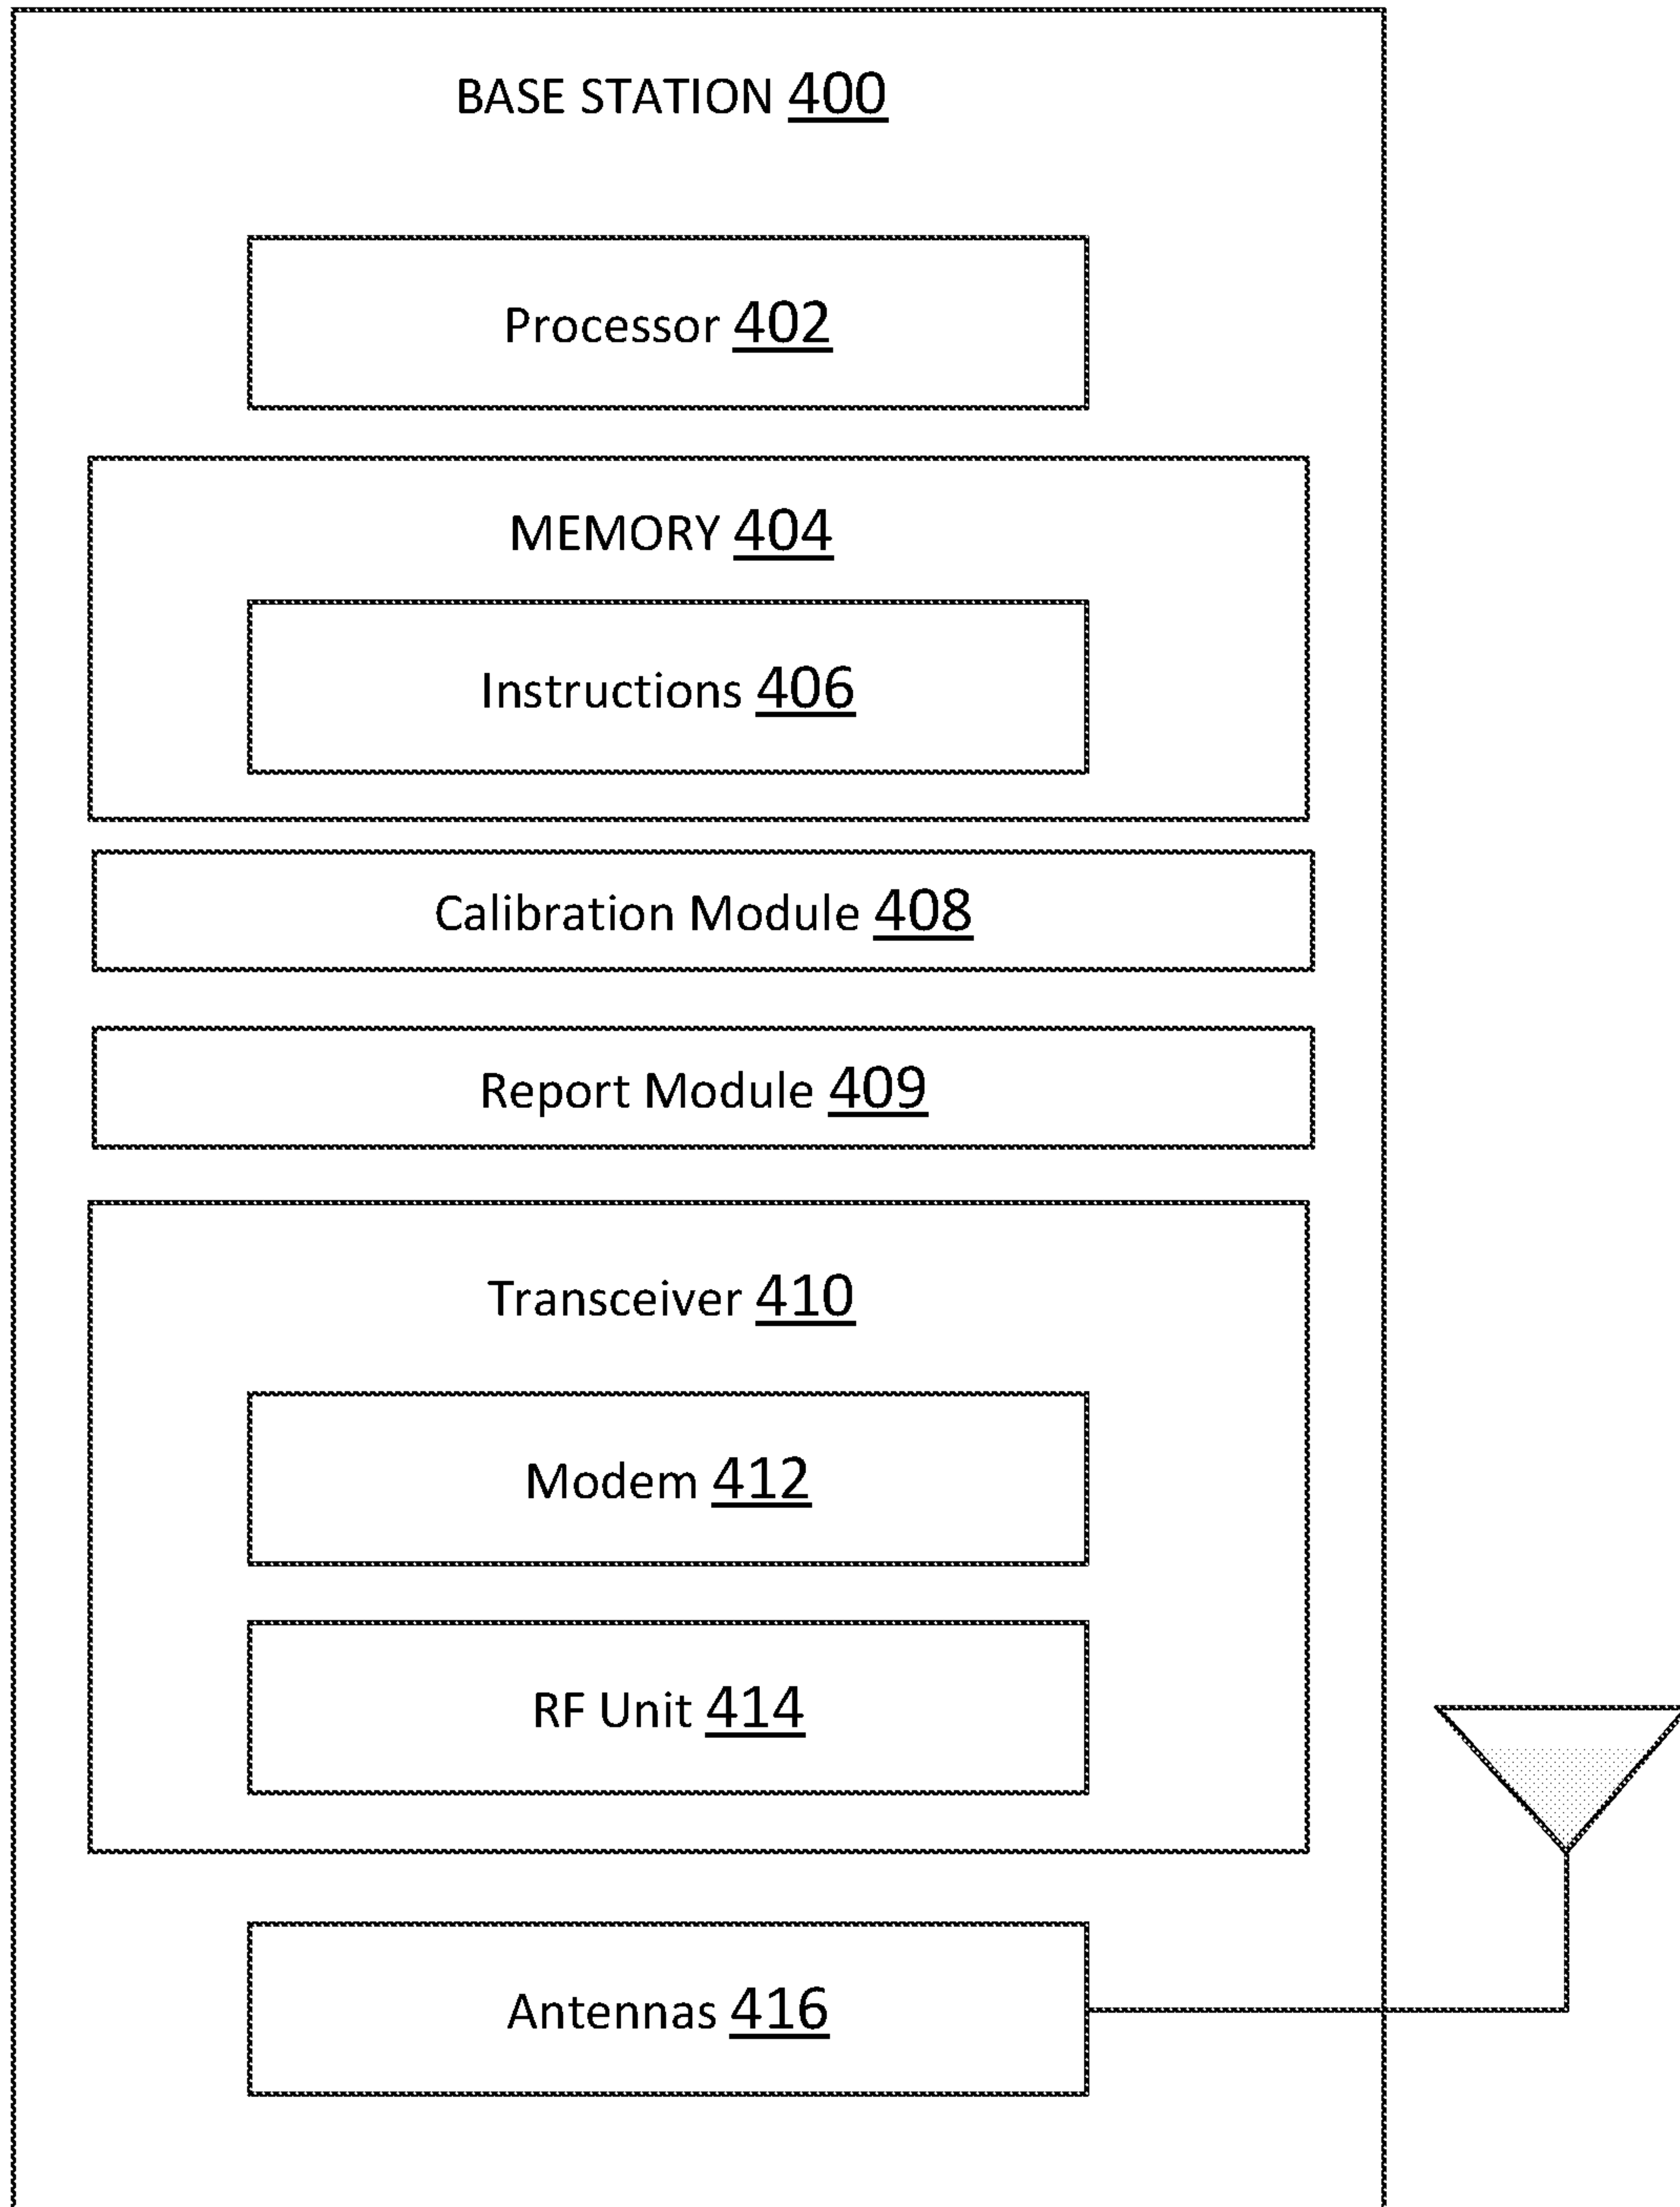 BASE STATION 400
Processor 402
MEMORY 404
Instructions 406
Calibration Module 408
Report Module 409
Transceiver 410
Modem 412
RF Unit 414
Antennas 416